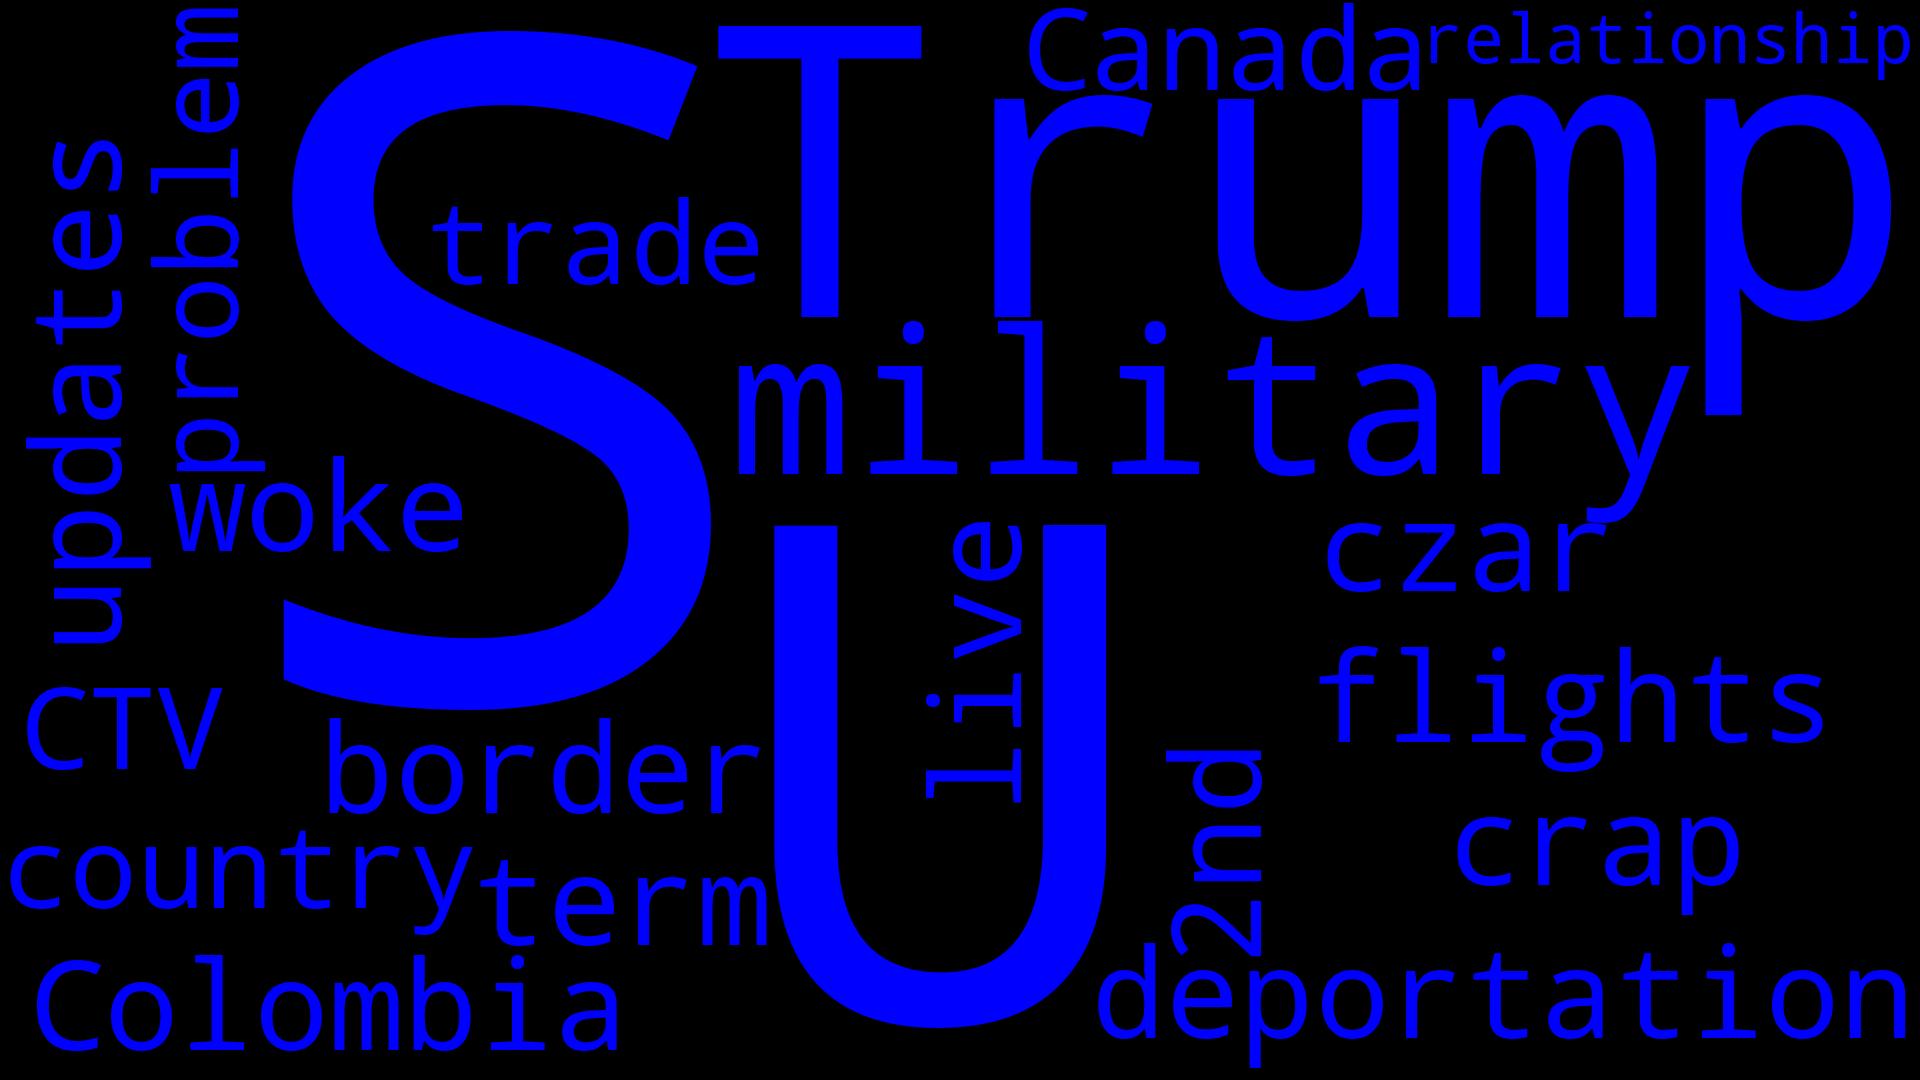 Canada
relationship
Trump
S
problem
updates
trade
military
woke
czar
live
U
flights
CTV
border
2nd
crap
country
term
deportation
Colombia